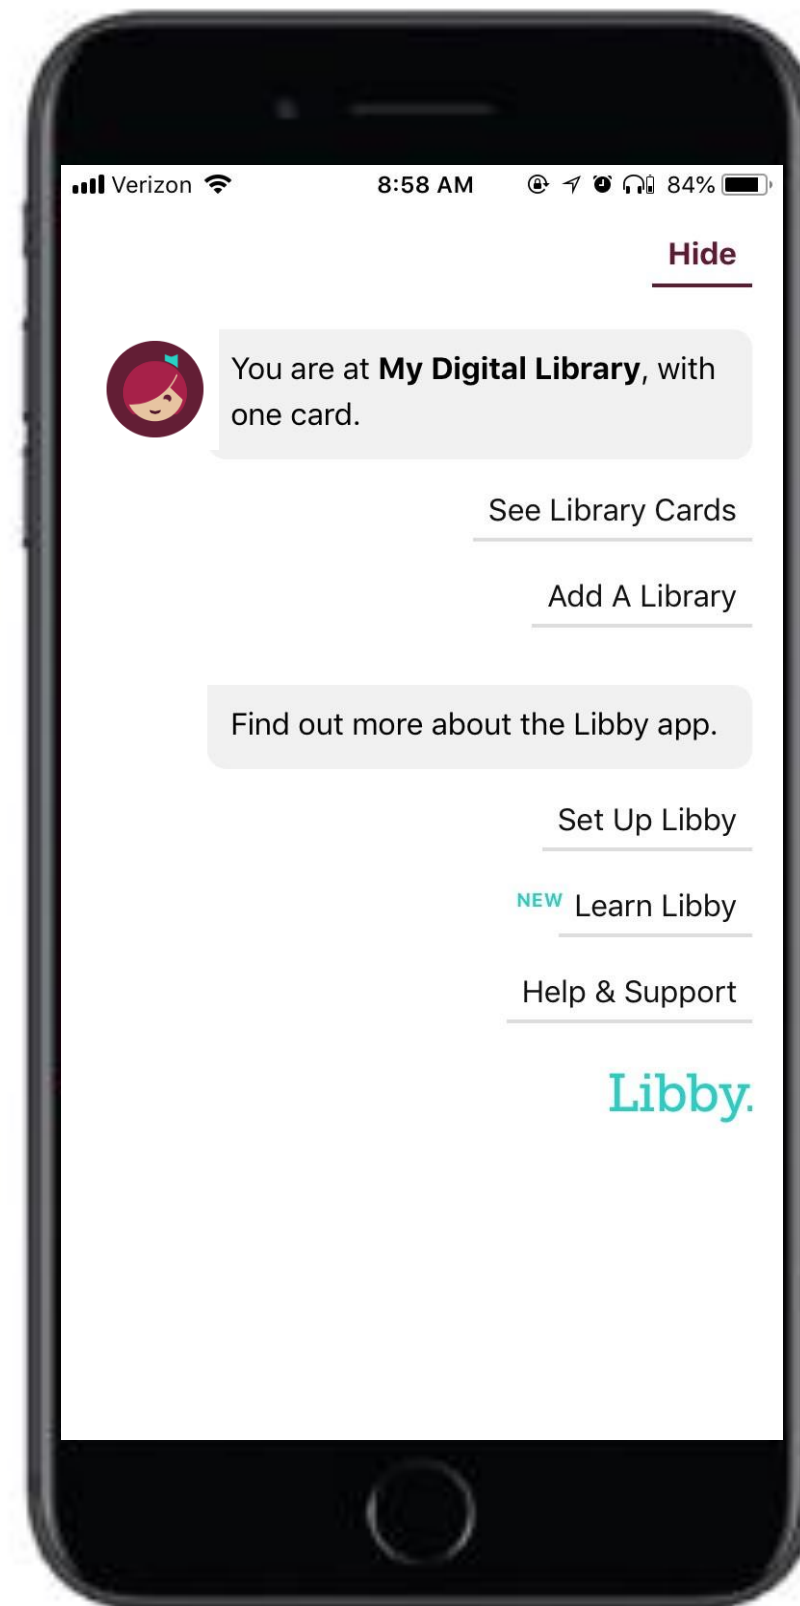 Verizon 8:58 AM 84%
Hide
You are at My Digital Library, with
one card.
See Library Cards
Add A Library
Find out more about the Libby app.
Set Up Libby
NEW Learn Libby
Help & Support
Libby.